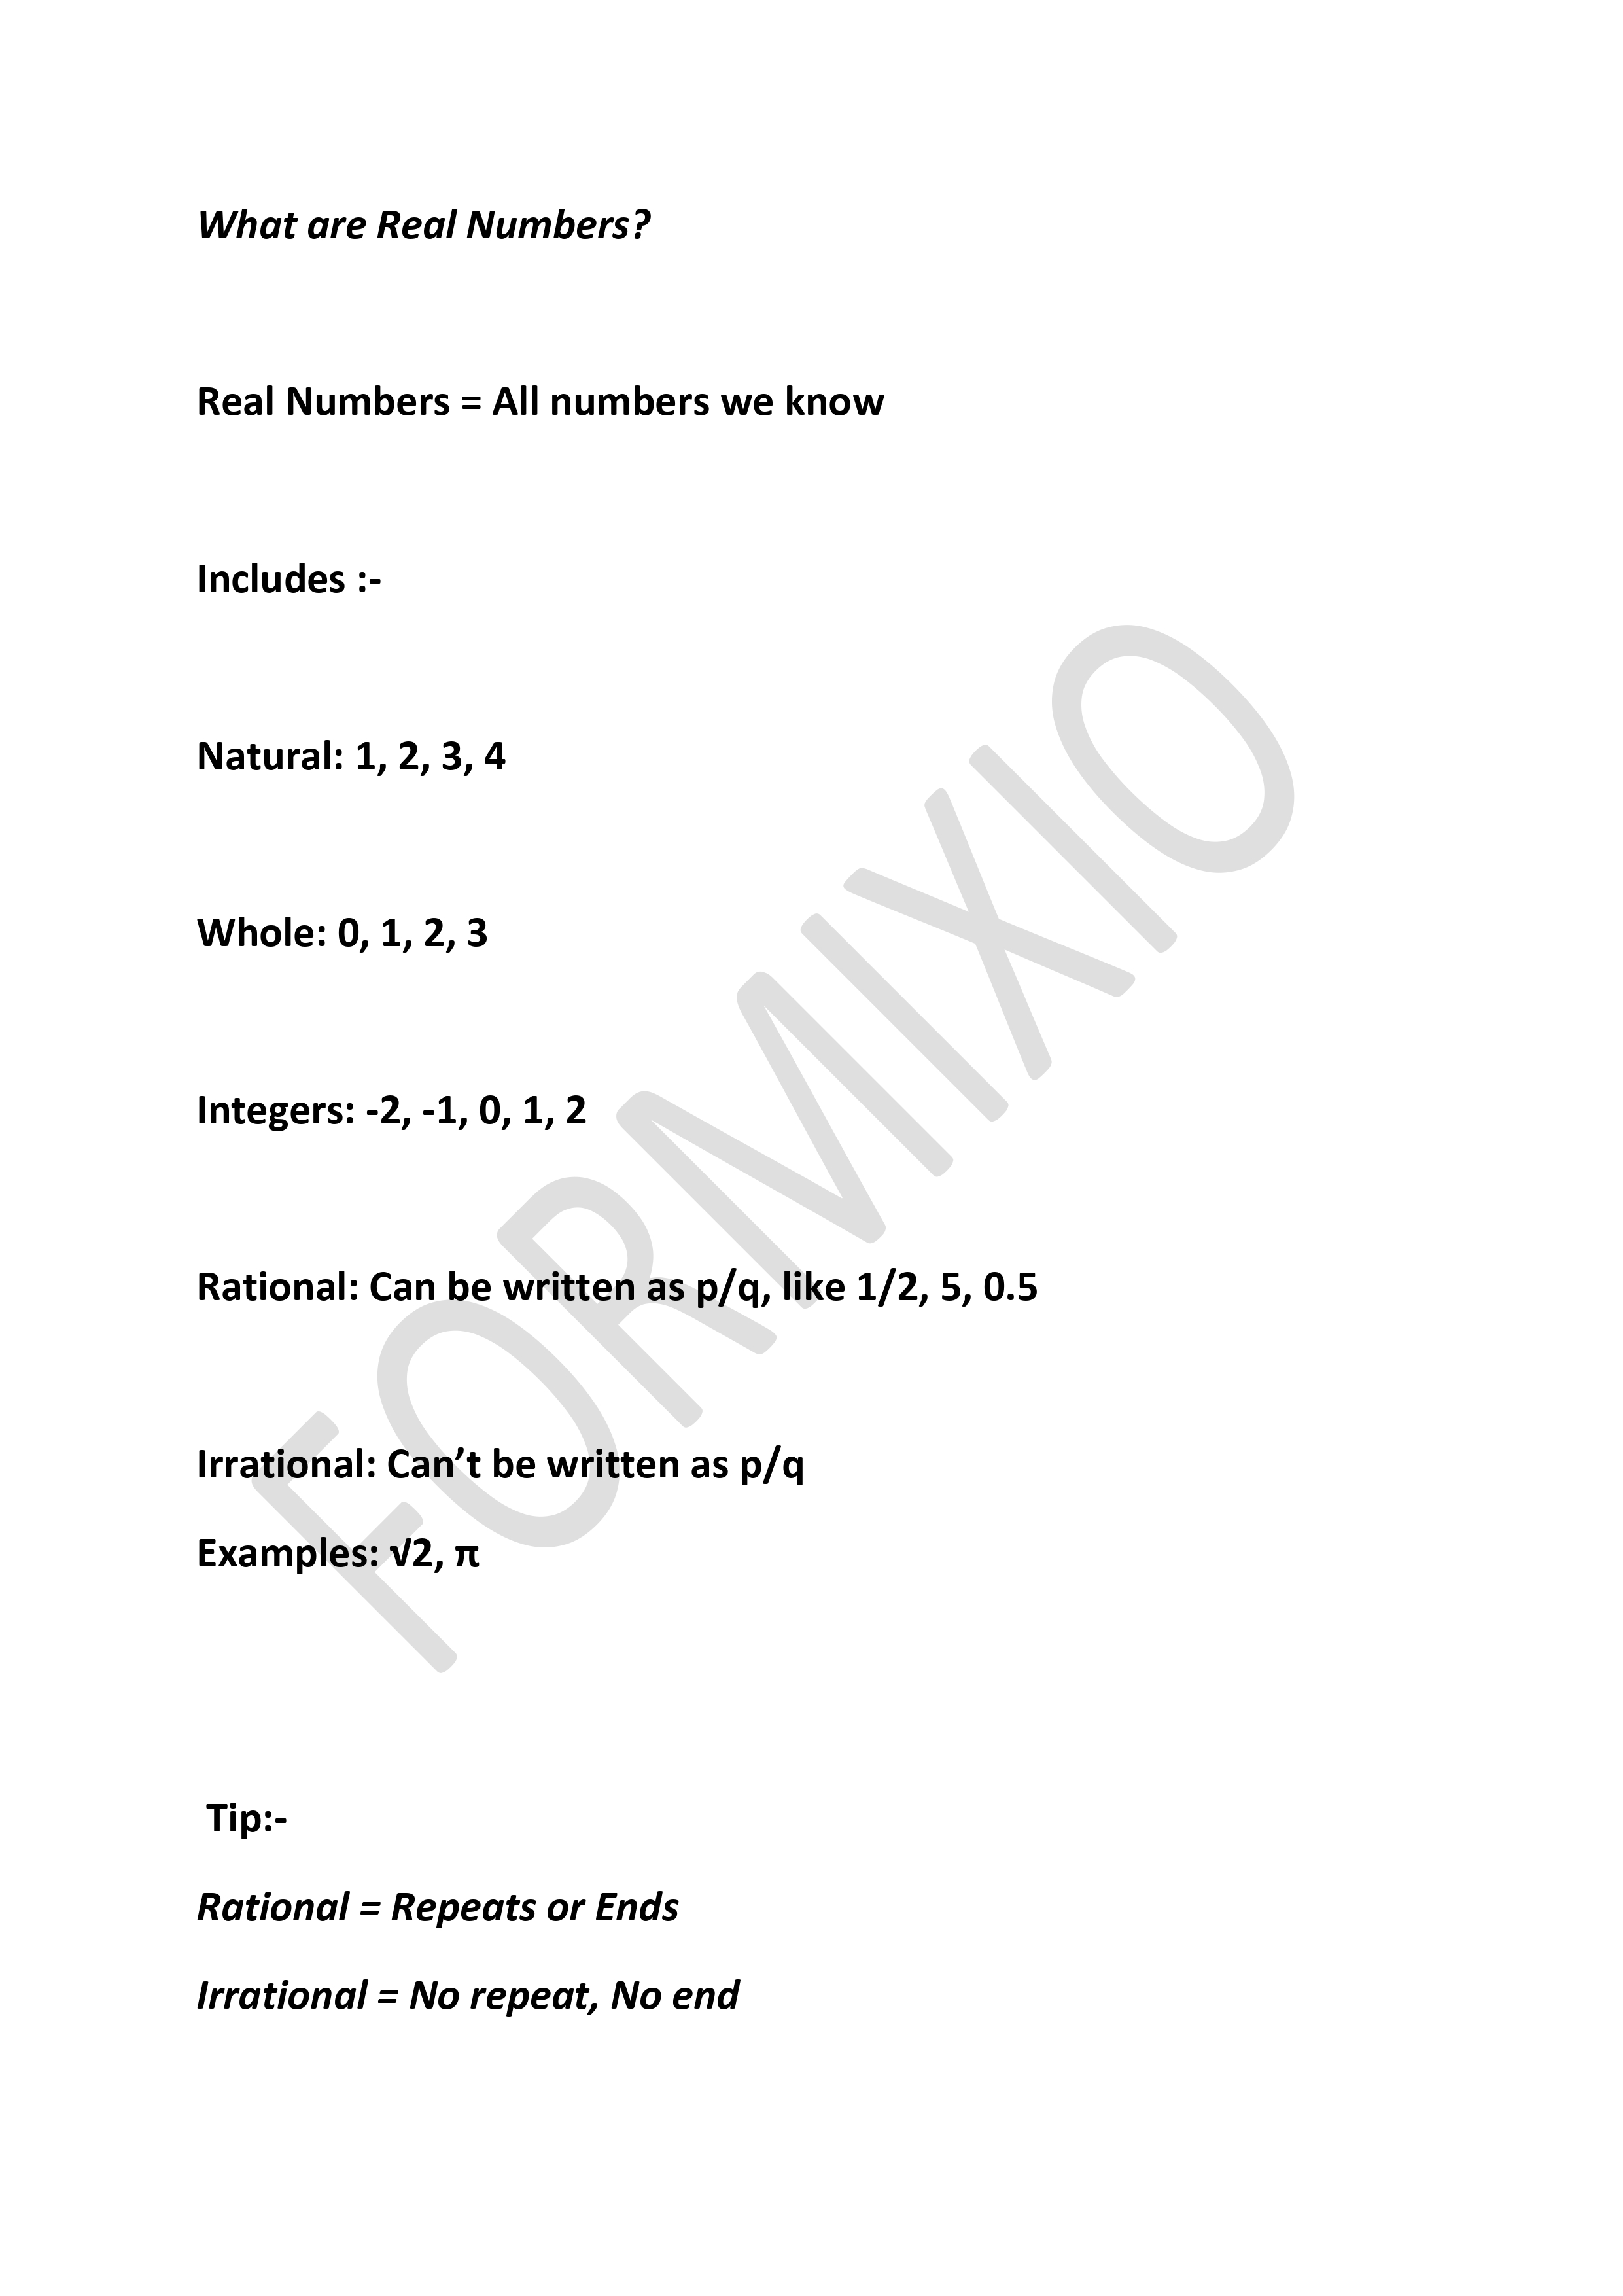 What are Real Numbers?
Real Numbers = All numbers we know
Includes :-
Natural: 1, 2, 3, 4
Whole: 0, 1, 2, 3
Integers: -2, -1, 0, 1, 2
Rational: Can be written as p/q, like 1/2, 5, 0.5
Irrational: Can’t be written as p/q
Examples: √2, π
Tip:-
Rational = Repeats or Ends
Irrational = No repeat, No end
FORMIXIO